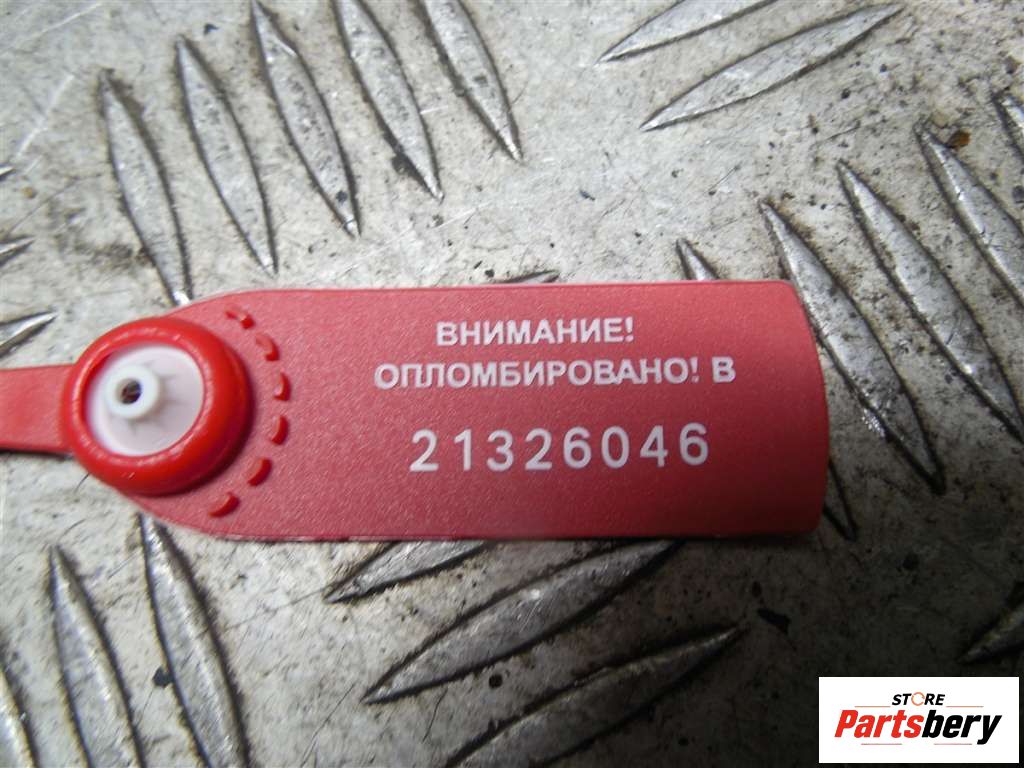 ВНИМАНИЕ!
ОПЛОМБИРОВАНО! В
21326046
STORE
Partsbery